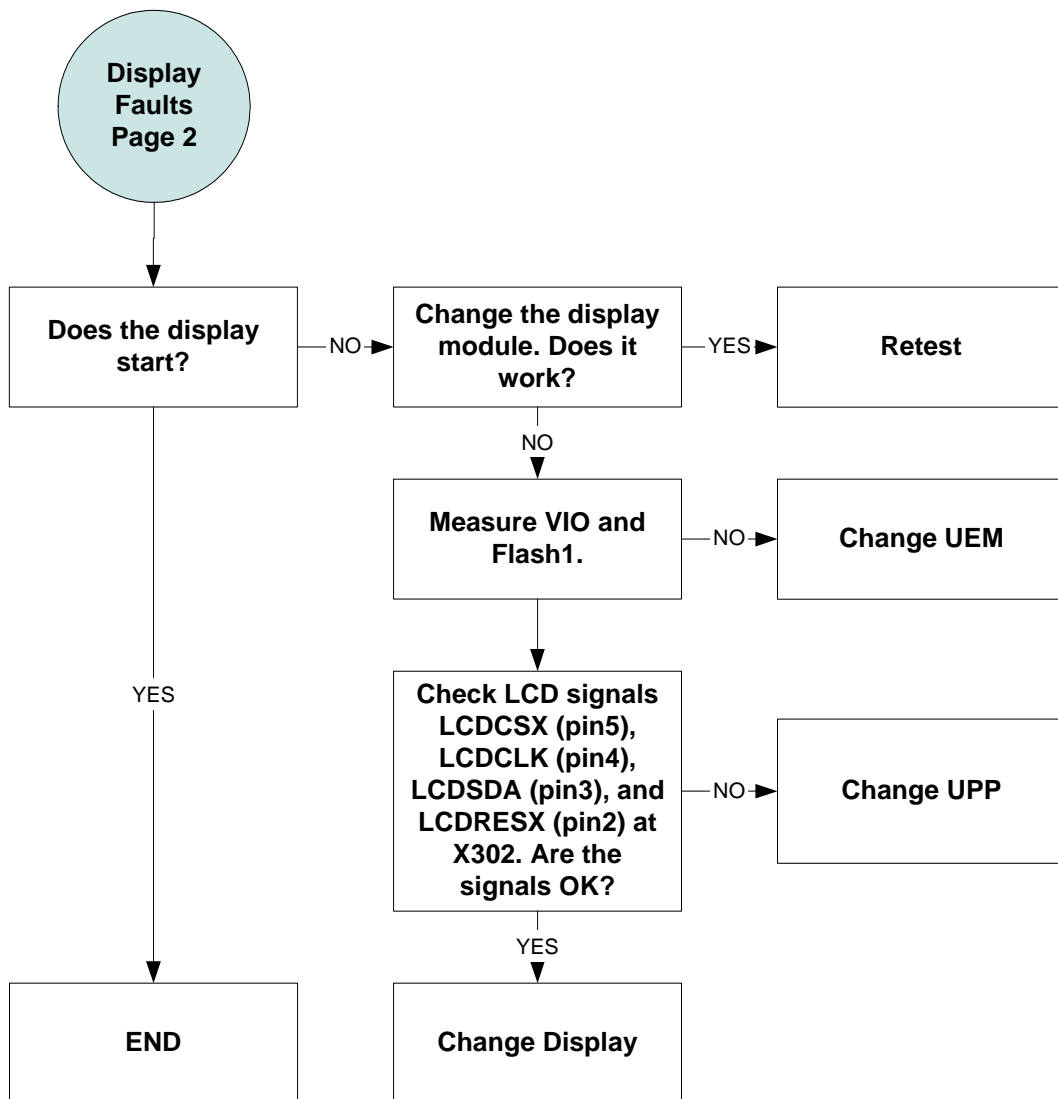 Display
Faults
Page 2
Does the display
start?
NO
Change the display
module. Does it
work?
YES
Retest
NO
Measure VIO and
Flash1.
NO
Change UEM
YES
Check LCD signals
LCDCSX (pin5),
LCDCLK (pin4),
LCDSDA (pin3), and
LCDRESX (pin2) at
X302. Are the
signals OK?
NO
Change UPP
YES
END
Change Display